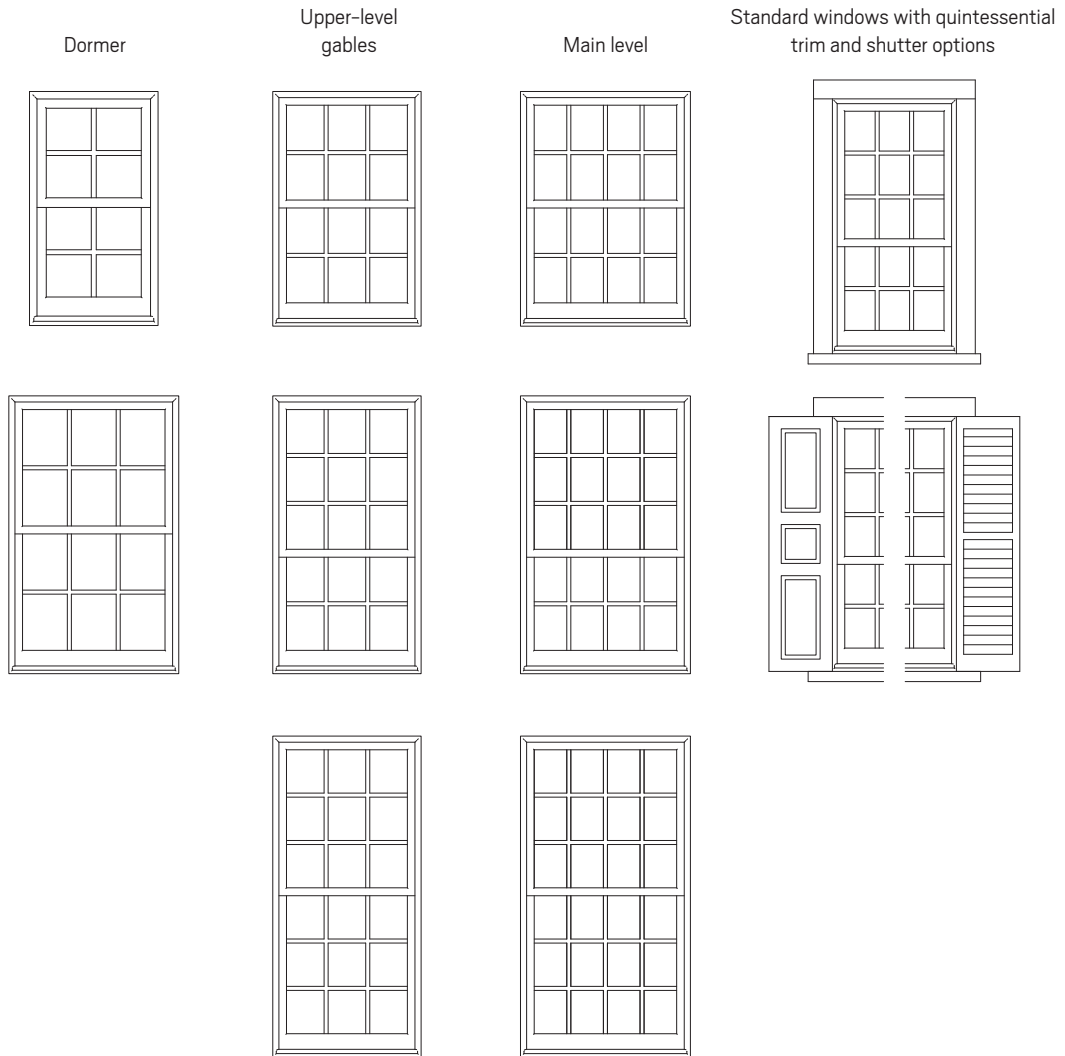 Dormer
Upper-level
gables
Main level
Standard windows with quintessential
trim and shutter options